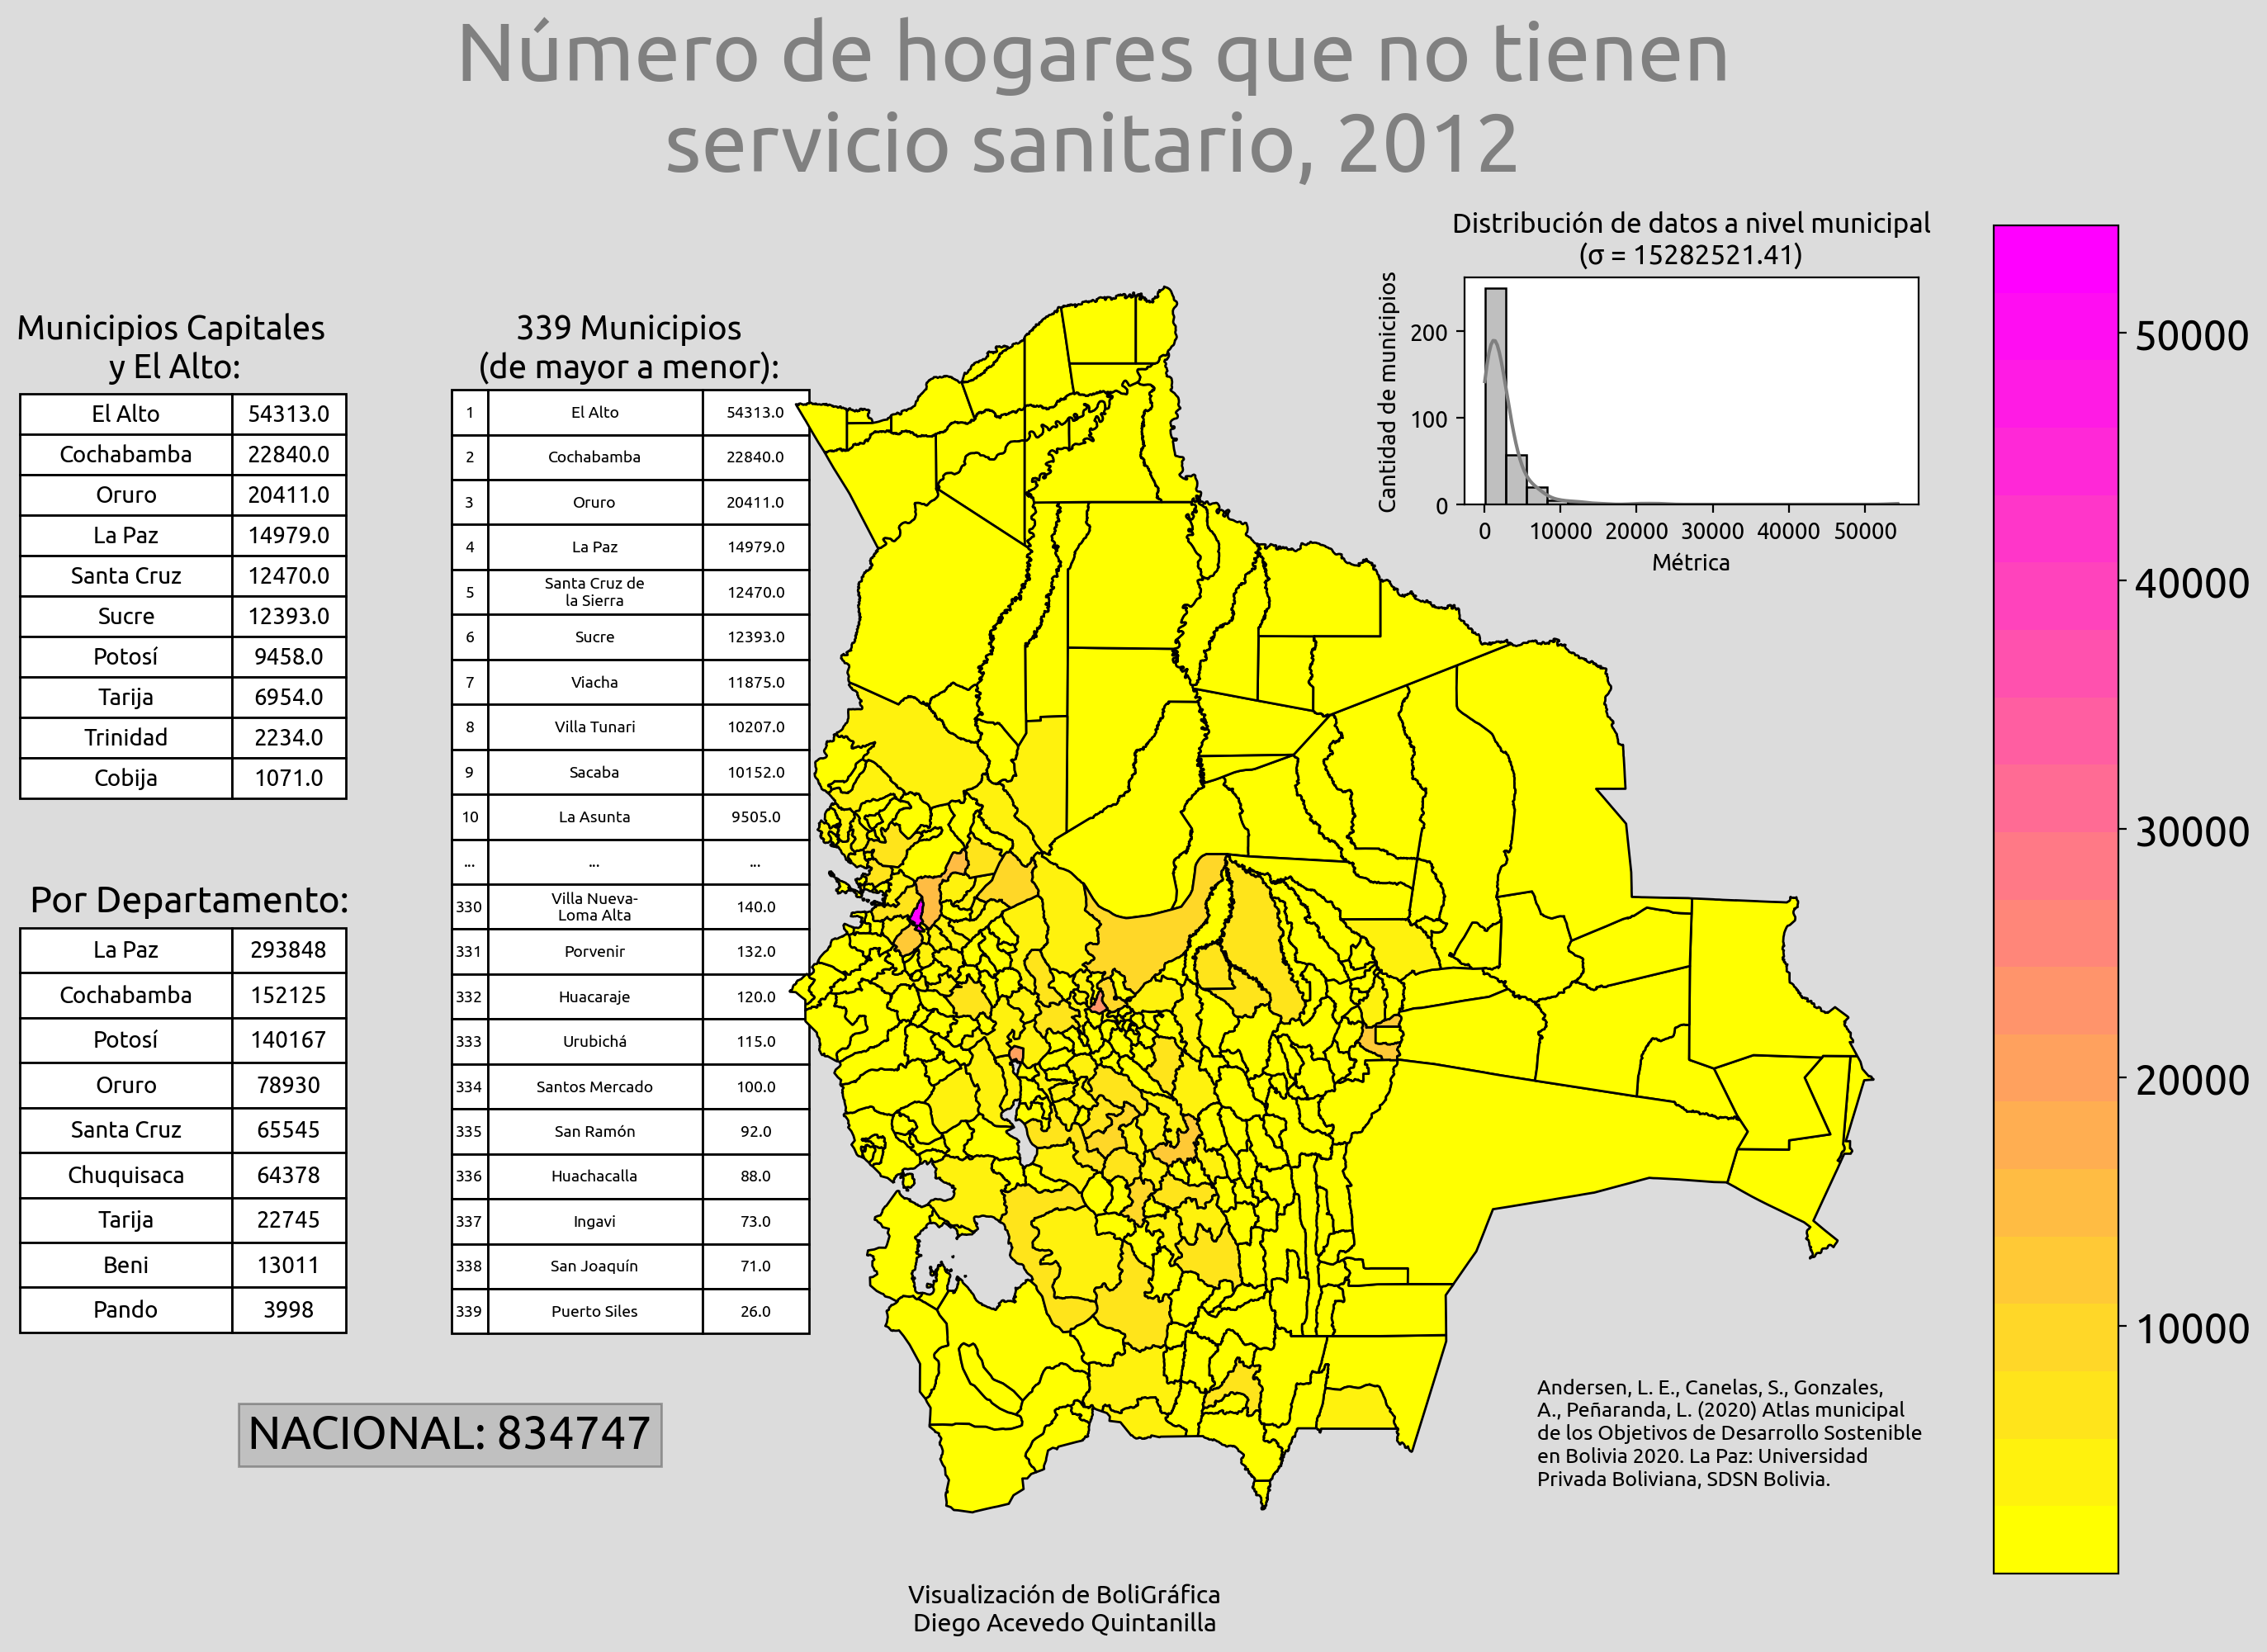 Número de hogares que no tienen
servicio sanitario, 2012
Municipios Capitales
y El Alto:
El Alto 54313.0
Cochabamba 22840.0
Oruro 20411.0
La Paz 14979.0
Santa Cruz 12470.0
Sucre 12393.0
Potosí 9458.0
Tarija 6954.0
Trinidad 2234.0
Cobija 1071.0
Por Departamento:
La Paz 293848
Cochabamba 152125
Potosí 140167
Oruro 78930
Santa Cruz 65545
Chuquisaca 64378
Tarija 22745
Beni 13011
Pando 3998
NACIONAL: 834747
339 Municipios
(de mayor a menor):
1 El Alto 54313.0
2 Cochabamba 22840.0
3 Oruro 20411.0
4 La Paz 14979.0
5 Santa Cruz de
la Sierra 12470.0
6 Sucre 12393.0
7 Viacha 11875.0
8 Villa Tunari 10207.0
9 Sacaba 10152.0
10 La Asunta 9505.0
... ... ...
330 Villa Nueva-
Loma Alta 140.0
331 Porvenir 132.0
332 Huacaraje 120.0
333 Urubichá 115.0
334 Santos Mercado 100.0
335 San Ramón 92.0
336 Huachacalla 88.0
337 Ingavi 73.0
338 San Joaquín 71.0
339 Puerto Siles 26.0
Distribución de datos a nivel municipal
(σ = 15282521.41)
Cantidad de municipios
200
100
0
0 10000 20000 30000 40000 50000
Métrica
50000
40000
30000
20000
10000
Andersen, L. E., Canelas, S., Gonzales,
A., Peñaranda, L. (2020) Atlas municipal
de los Objetivos de Desarrollo Sostenible
en Bolivia 2020. La Paz: Universidad
Privada Boliviana, SDSN Bolivia.
Visualización de BoliGráfica
Diego Acevedo Quintanilla